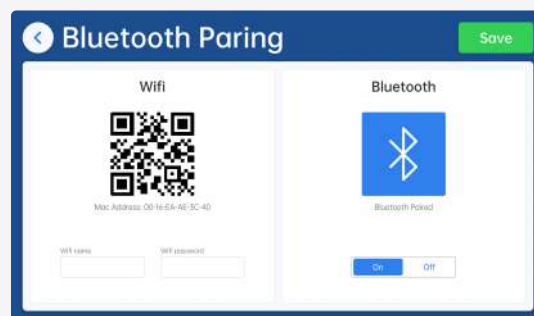 Bluetooth Paring
Save
Wifi
Mac Address: 00-16-EA-AE-3C-40
Wifi name
Wifi password
Bluetooth
Bluetooth Paired
On
Off